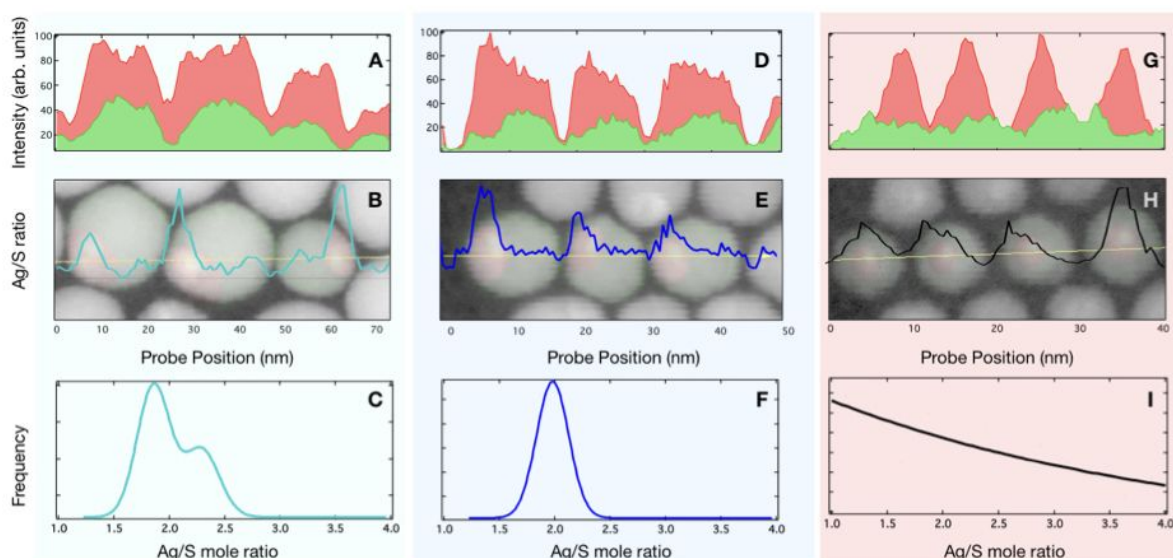 Intensity (arb. units)
100
80
60
40
20
A
100
80
60
40
20
D
G
Ag/S ratio
B
0 10 20 30 40 50 60 70
Probe Position (nm)
E
0 10 20 30 40 50
Probe Position (nm)
H
10 20 30 40
Probe Position (nm)
Frequency
C
1.0 1.5 2.0 2.5 3.0 3.5 4.0
Ag/S mole ratio
F
1.0 1.5 2.0 2.5 3.0 3.5 4.0
Ag/S mole ratio
I
1.0 1.5 2.0 2.5 3.0 3.5 4.0
Ag/S mole ratio